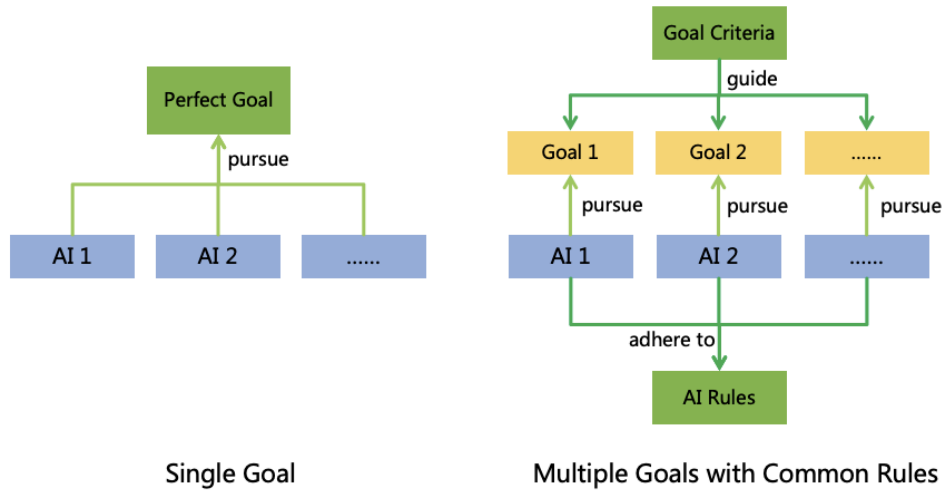 Perfect Goal
pursue
AI 1
AI 2
......
Single Goal
Goal Criteria
guide
Goal 1
Goal 2
......
pursue
pursue
pursue
AI 1
AI 2
......
adhere to
AI Rules
Multiple Goals with Common Rules